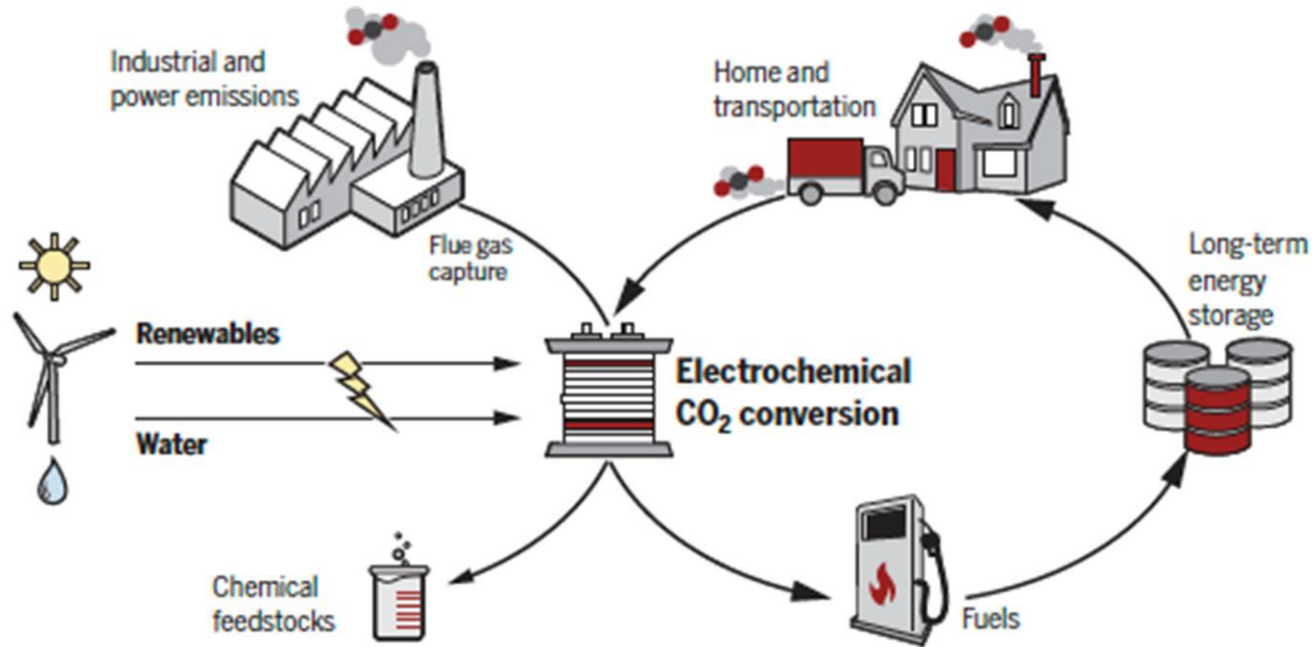 Industrial and
power emissions
Home and
transportation
Flue gas
capture
Long-term
energy
storage
Renewables
Electrochemical
CO₂ conversion
Water
Chemical
feedstocks
Fuels